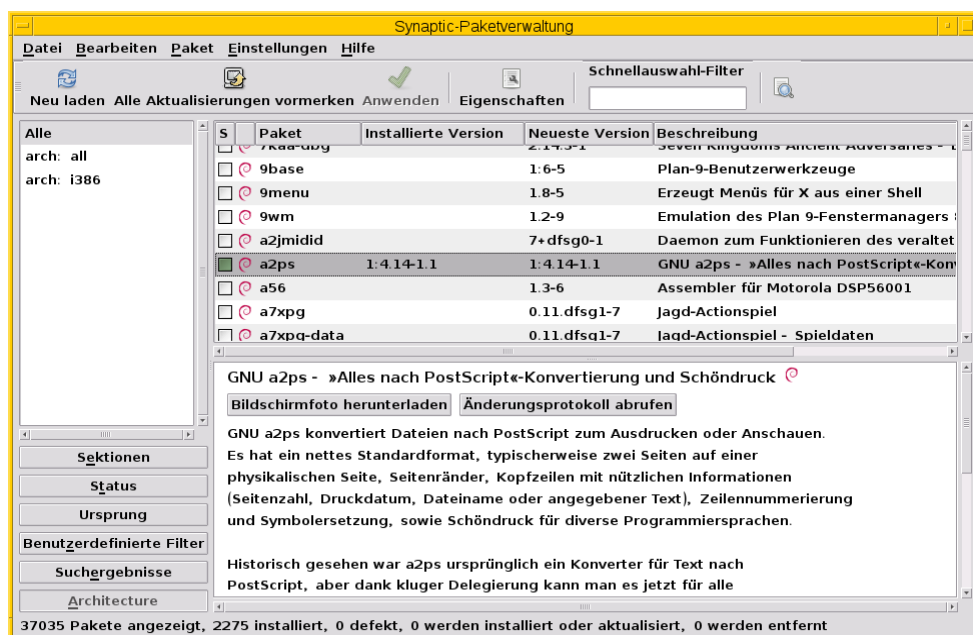 Synaptic-Paketverwaltung
Datei Bearbeiten Paket Einstellungen Hilfe
Neu laden Alle Aktualisierungen vormerken Anwenden Eigenschaften Schnellauswahl-Filter
Alle
arch: all
arch: i386
S Paket Installierte Version Neueste Version Beschreibung
7kaa-dbg 2.14.3-1 Seven Kingdoms Ancient Adversaries -
9base 1:6-5 Plan-9-Benutzerwerkzeuge
9menu 1.8-5 Erzeugt Menüs für X aus einer Shell
9wm 1.2-9 Emulation des Plan 9-Fenstermanagers
a2jmidid 7+dfsg0-1 Daemon zum Funktionieren des veraltet
a2ps 1:4.14-1.1 1:4.14-1.1 GNU a2ps - »Alles nach PostScript«-Kon
a56 1.3-6 Assembler für Motorola DSP56001
a7xpg 0.11.dfsg1-7 Jagd-Actionspiel
a7xpg-data 0.11.dfsg1-7 Jagd-Actionspiel - Spieldaten
GNU a2ps - »Alles nach PostScript«-Konvertierung und Schöndruck
Bildschirmfoto herunterladen Änderungsprotokoll abrufen
GNU a2ps konvertiert Dateien nach PostScript zum Ausdrucken oder Anschauen.
Es hat ein nettes Standardformat, typischerweise zwei Seiten auf einer
physikalischen Seite, Seitenränder, Kopfzeilen mit nützlichen Informationen
(Seitenzahl, Druckdatum, Dateiname oder angegebener Text), Zeilennummerierung
und Symbolersetzung, sowie Schöndruck für diverse Programmiersprachen.
Historisch gesehen war a2ps ursprünglich ein Konverter für Text nach
PostScript, aber dank kluger Delegierung kann man es jetzt für alle
Sektionen
Status
Ursprung
Benutzerdefinierte Filter
Suchergebnisse
Architecture
37035 Pakete angezeigt, 2275 installiert, 0 defekt, 0 werden installiert oder aktualisiert, 0 werden entfernt